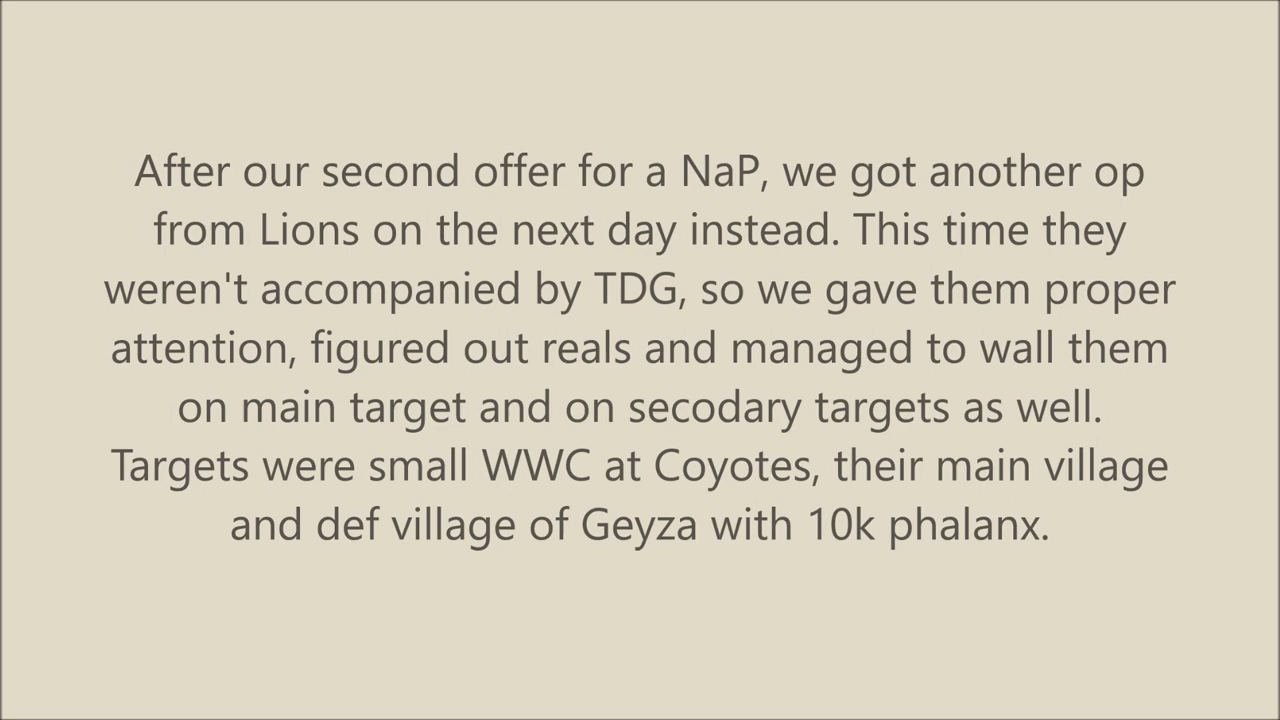 After our second offer for a NaP, we got another op
from Lions on the next day instead. This time they
weren't accompanied by TDG, so we gave them proper
attention, figured out reals and managed to wall them
on main target and on secodary targets as well.
Targets were small WWC at Coyotes, their main village
and def village of Geyza with 10k phalanx.